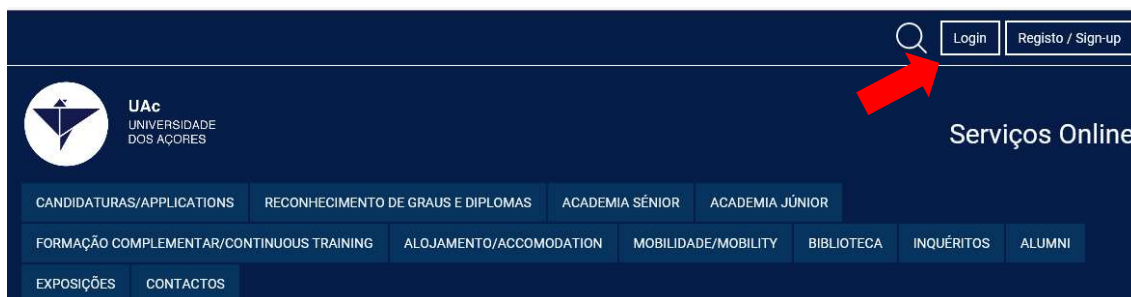 Login Registo / Sign-up
UAc
UNIVERSIDADE
DOS AÇORES
Serviços Online
CANDIDATURAS/APPLICATIONS RECONHECIMENTO DE GRAUS E DIPLOMAS ACADEMIA SÉNIOR ACADEMIA JÚNIOR
FORMAÇÃO COMPLEMENTAR/CONTINUOUS TRAINING ALOJAMENTO/ACCOMODATION MOBILIDADE/MOBILITY BIBLIOTECA INQUÉRITOS ALUMNI
EXPOSIÇÕES CONTACTOS